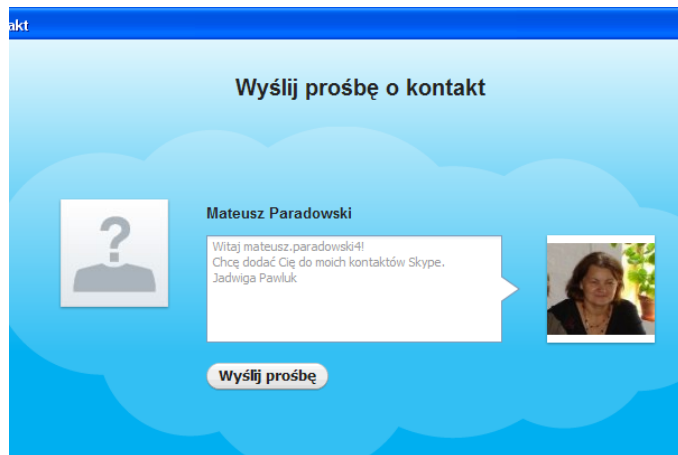 akt
Wyślij prośbę o kontakt
Mateusz Paradowski
Witaj mateusz.paradowski4!
Chcę dodać Cię do moich kontaktów Skype.
Jadwiga Pawluk
Wyślij prośbę